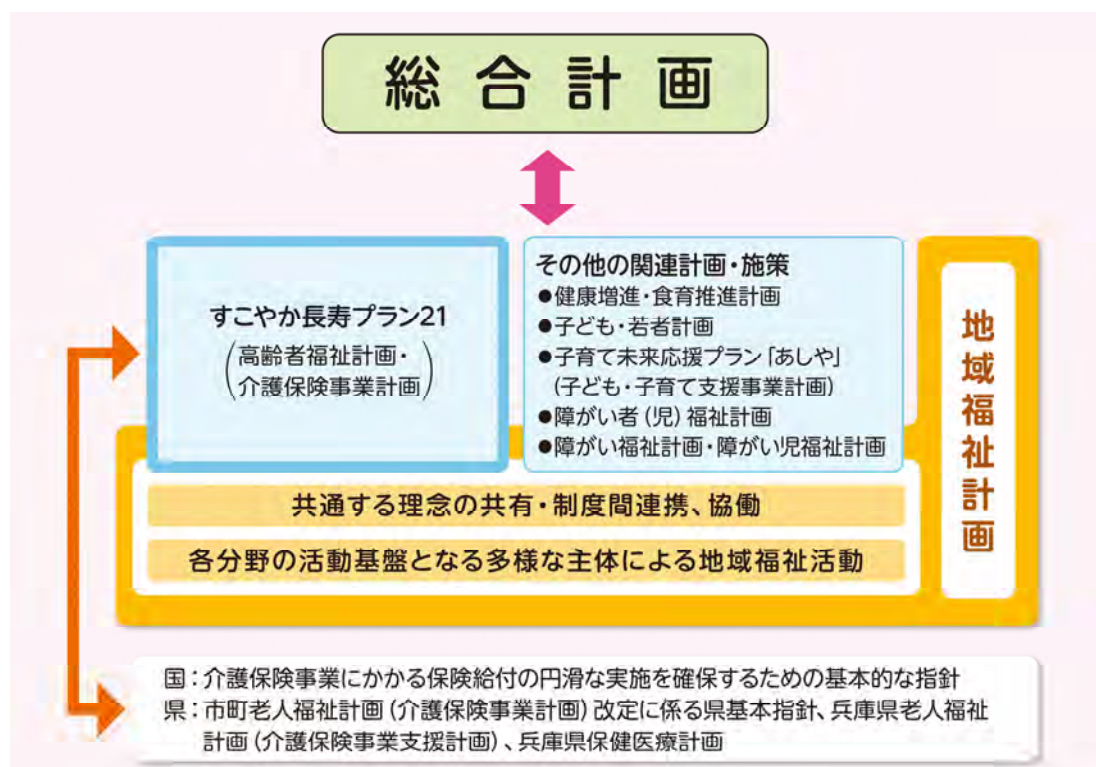 総合計画
すこやか長寿プラン21
(高齢者福祉計画・
介護保険事業計画)
その他の関連計画・施策
●健康増進・食育推進計画
●子ども・若者計画
●子育て未来応援プラン「あしや」
(子ども・子育て支援事業計画)
●障がい者(児)福祉計画
●障がい福祉計画・障がい児福祉計画
地域福祉計画
共通する理念の共有・制度間連携、協働
各分野の活動基盤となる多様な主体による地域福祉活動
国:介護保険事業にかかる保険給付の円滑な実施を確保するための基本的な指針
県:市町老人福祉計画(介護保険事業計画)改定に係る県基本指針、兵庫県老人福祉
計画(介護保険事業支援計画)、兵庫県保健医療計画